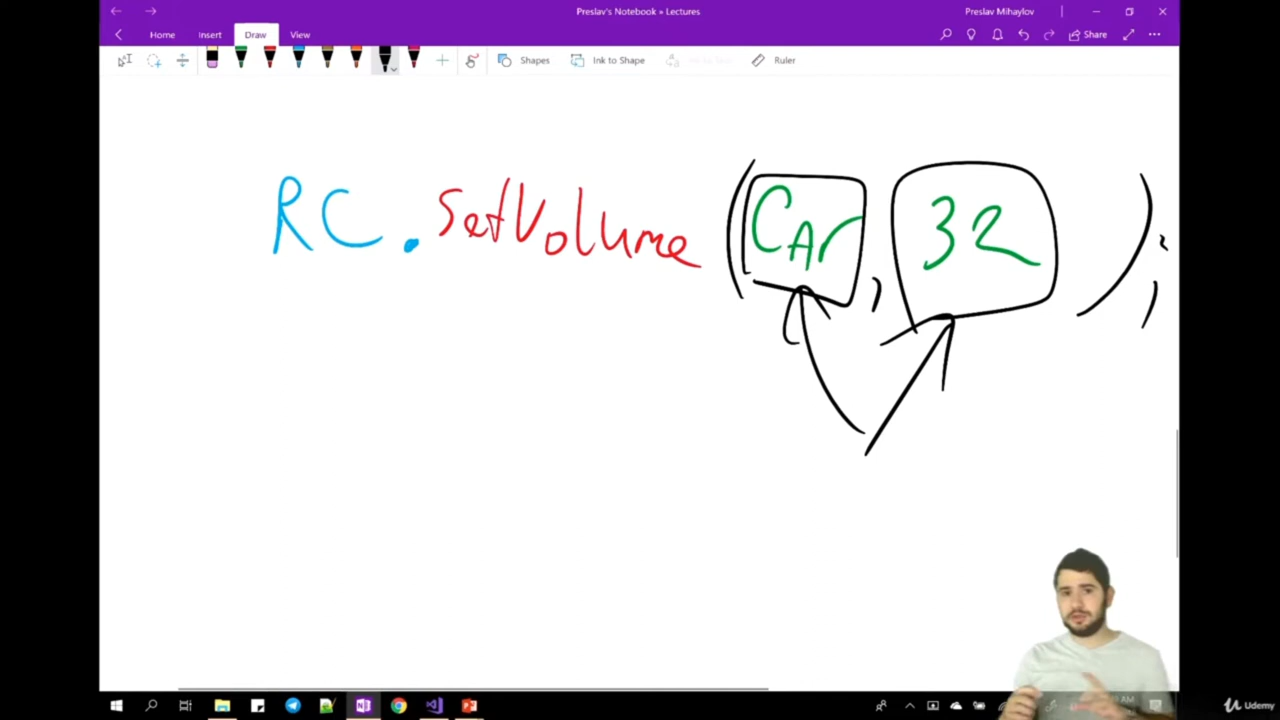 Preslav's Notebook » Lectures
Preslav Mihaylov
Home Insert Draw View
Share
Shapes Ink to Shape
Ruler
RC.SetVolume (CAr, 32);
Udemy